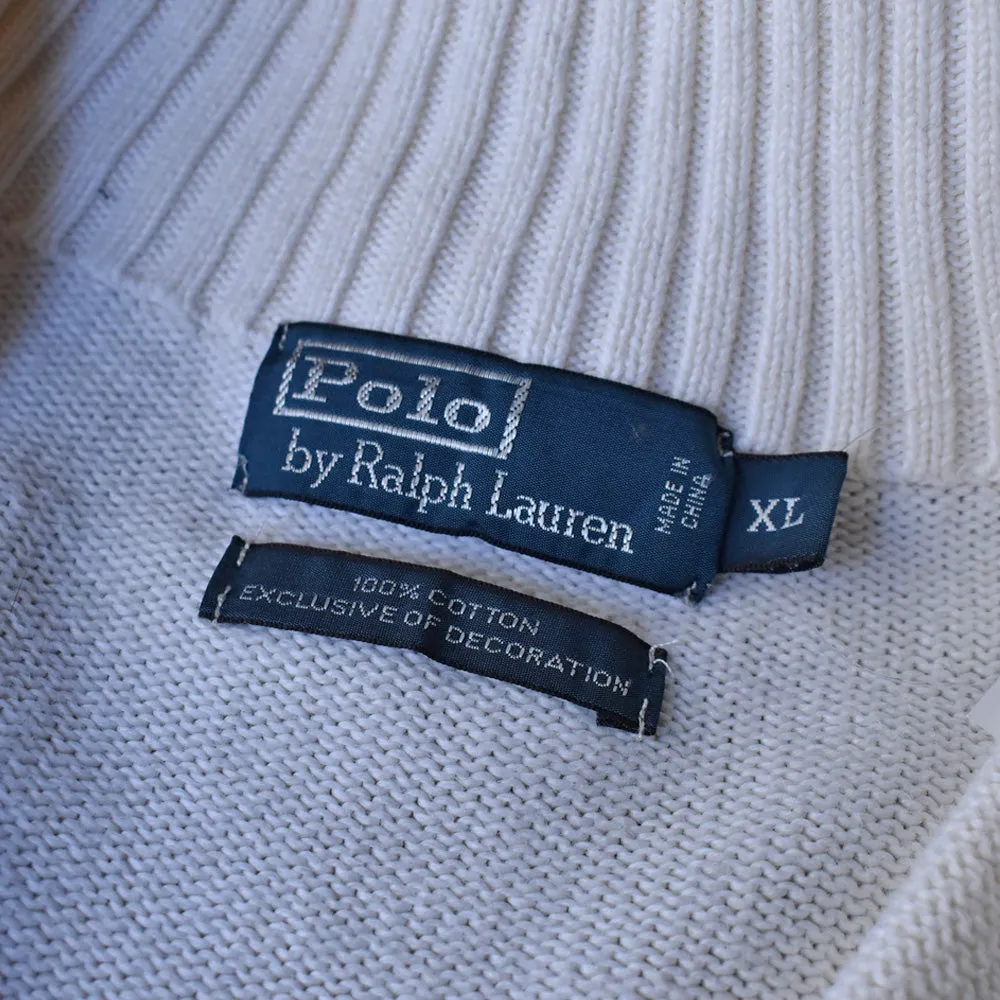 Polo
by Ralph Lauren
MADE IN
CHINA
XL
100% COTTON
EXCLUSIVE OF DECORATION